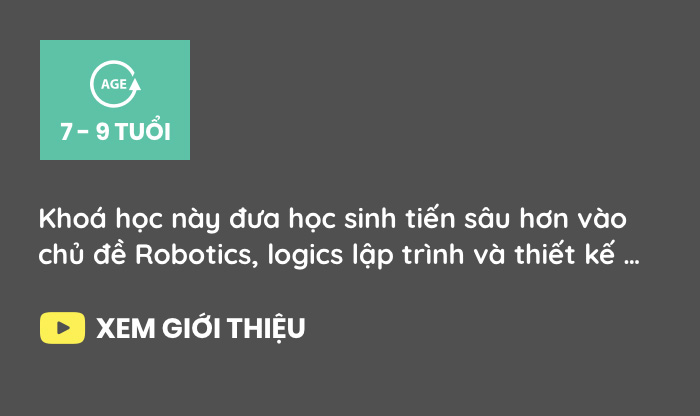 AGE
7 - 9 TUỔI
Khoá học này đưa học sinh tiến sâu hơn vào
chủ đề Robotics, logics lập trình và thiết kế ...
XEM GIỚI THIỆU